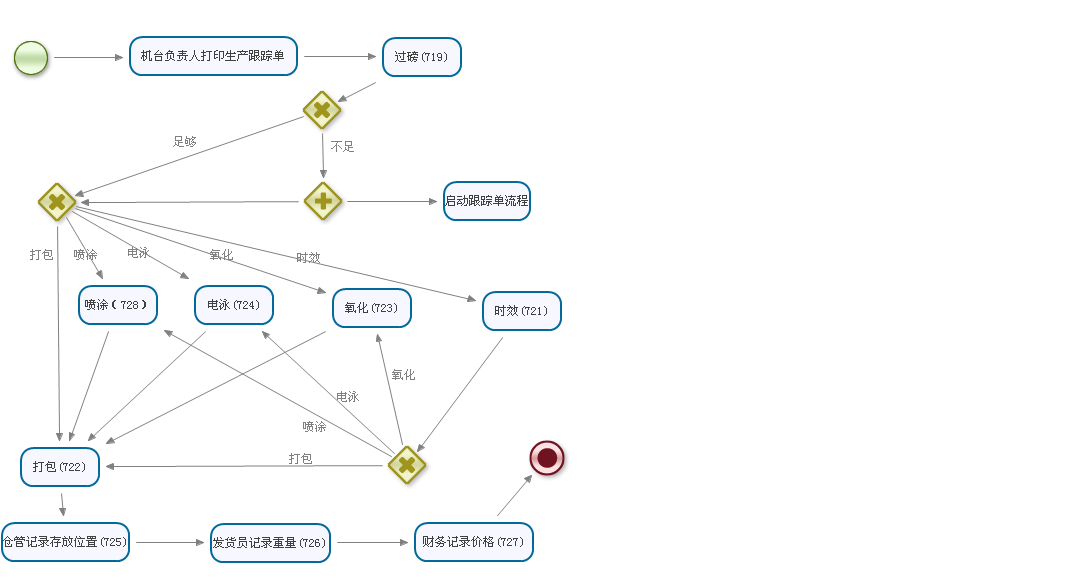 机台负责人打印生产跟踪单
过磅(719)
足够
不足
启动跟踪单流程
打包
喷涂
电泳
氧化
时效
喷涂(728)
电泳(724)
氧化(723)
时效(721)
氧化
电泳
喷涂
打包
打包(722)
仓管记录存放位置(725)
发货员记录重量(726)
财务记录价格(727)